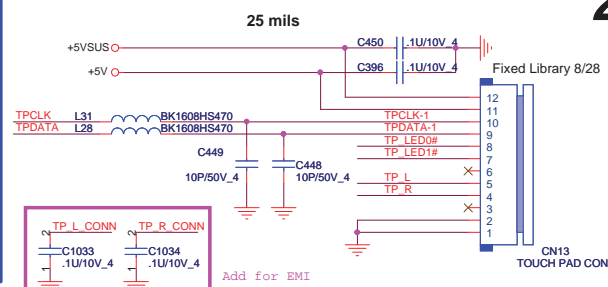 25 mils
2
+5VSUS
C450
.1U/10V_4
+5V
C396
.1U/10V_4
Fixed Library 8/28
12
11
TPCLK
L31
BK1608HS470
TPCLK-1
10
TPDATA
L28
BK1608HS470
TPDATA-1
9
TP_LED0#
8
TP_LED1#
7
6
TP_L
5
TP_R
4
3
2
1
C449
C448
10P/50V_4
10P/50V_4
CN13
TOUCH PAD CON
TP_L_CONN
TP_R_CONN
2
2
C1033
C1034
.1U/10V_4
.1U/10V_4
1
1
Add for EMI